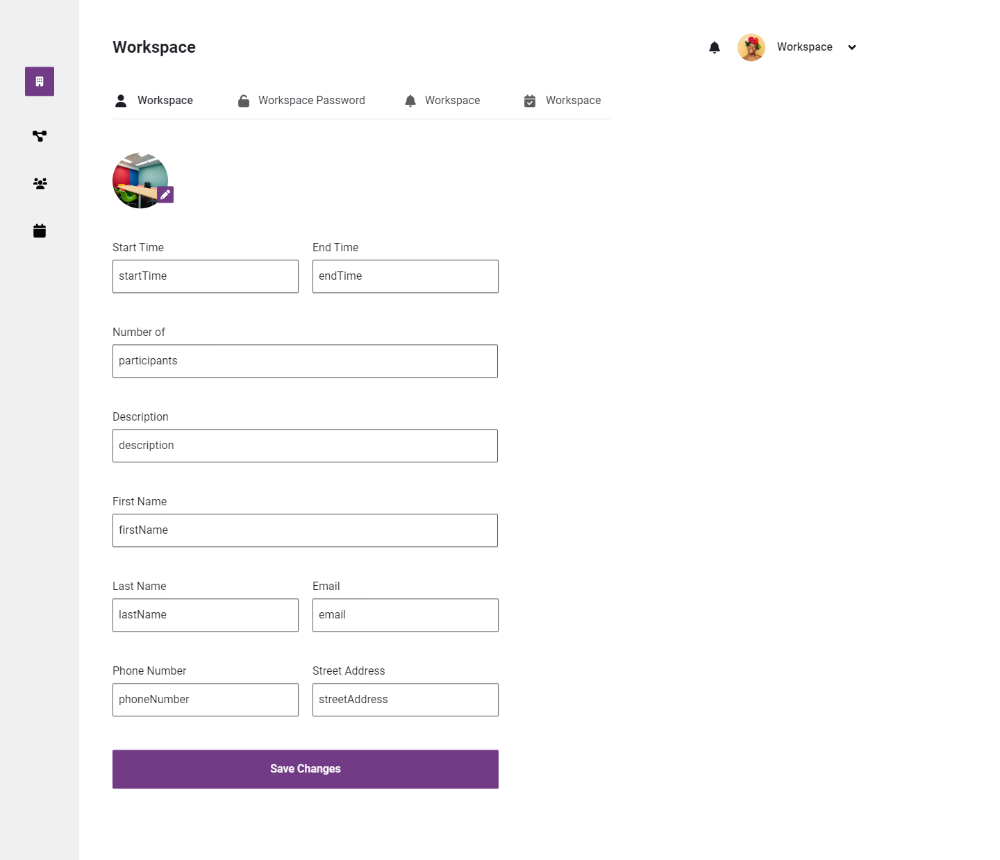 Workspace
Workspace
Workspace
Workspace Password
Workspace
Workspace
Start Time
End Time
startTime
endTime
Number of
participants
Description
description
First Name
firstName
Last Name
Email
lastName
email
Phone Number
Street Address
phoneNumber
streetAddress
Save Changes